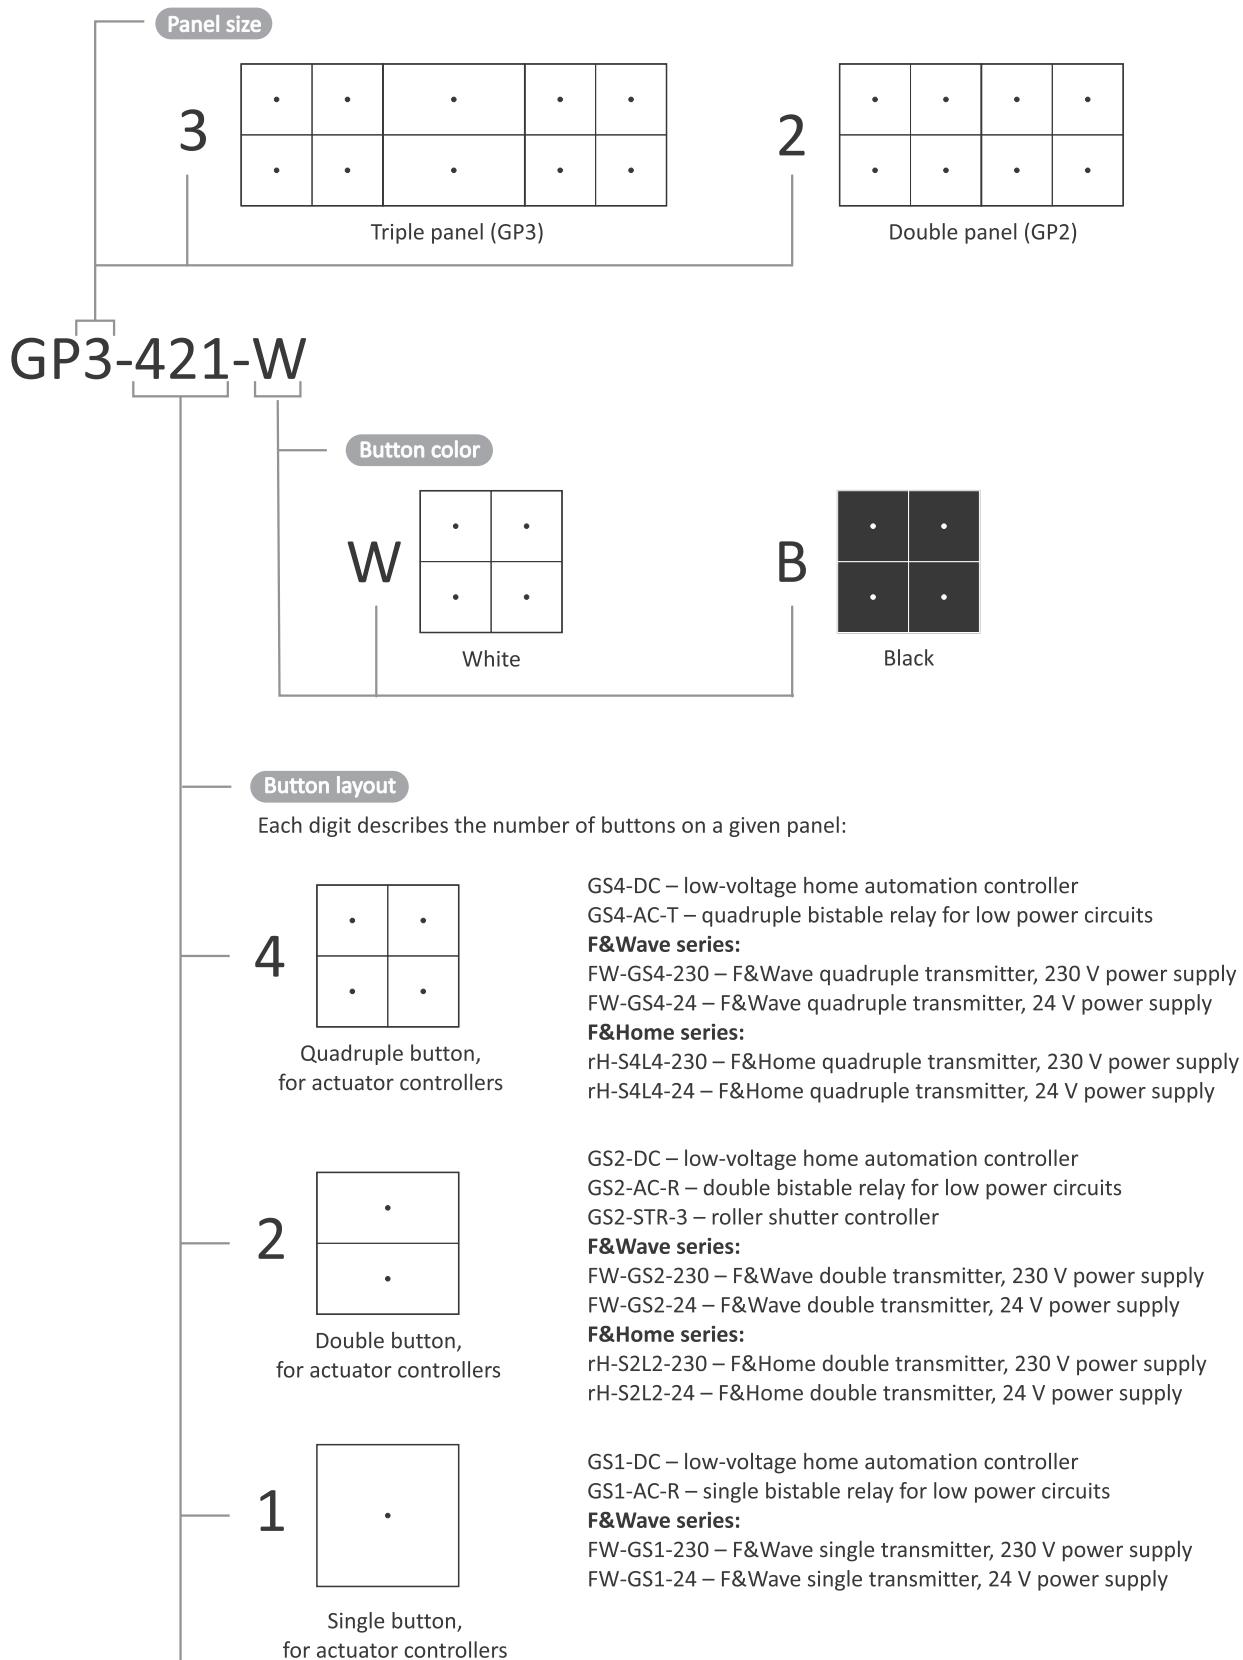 Panel size
3
Triple panel (GP3)
2
Double panel (GP2)
GP3-421-W
Button color
W
White
B
Black
Button layout
Each digit describes the number of buttons on a given panel:
4
Quadruple button,
for actuator controllers
GS4-DC – low-voltage home automation controller
GS4-AC-T – quadruple bistable relay for low power circuits
F&Wave series:
FW-GS4-230 – F&Wave quadruple transmitter, 230 V power supply
FW-GS4-24 – F&Wave quadruple transmitter, 24 V power supply
F&Home series:
rH-S4L4-230 – F&Home quadruple transmitter, 230 V power supply
rH-S4L4-24 – F&Home quadruple transmitter, 24 V power supply
2
Double button,
for actuator controllers
GS2-DC – low-voltage home automation controller
GS2-AC-R – double bistable relay for low power circuits
GS2-STR-3 – roller shutter controller
F&Wave series:
FW-GS2-230 – F&Wave double transmitter, 230 V power supply
FW-GS2-24 – F&Wave double transmitter, 24 V power supply
F&Home series:
rH-S2L2-230 – F&Home double transmitter, 230 V power supply
rH-S2L2-24 – F&Home double transmitter, 24 V power supply
1
Single button,
for actuator controllers
GS1-DC – low-voltage home automation controller
GS1-AC-R – single bistable relay for low power circuits
F&Wave series:
FW-GS1-230 – F&Wave single transmitter, 230 V power supply
FW-GS1-24 – F&Wave single transmitter, 24 V power supply